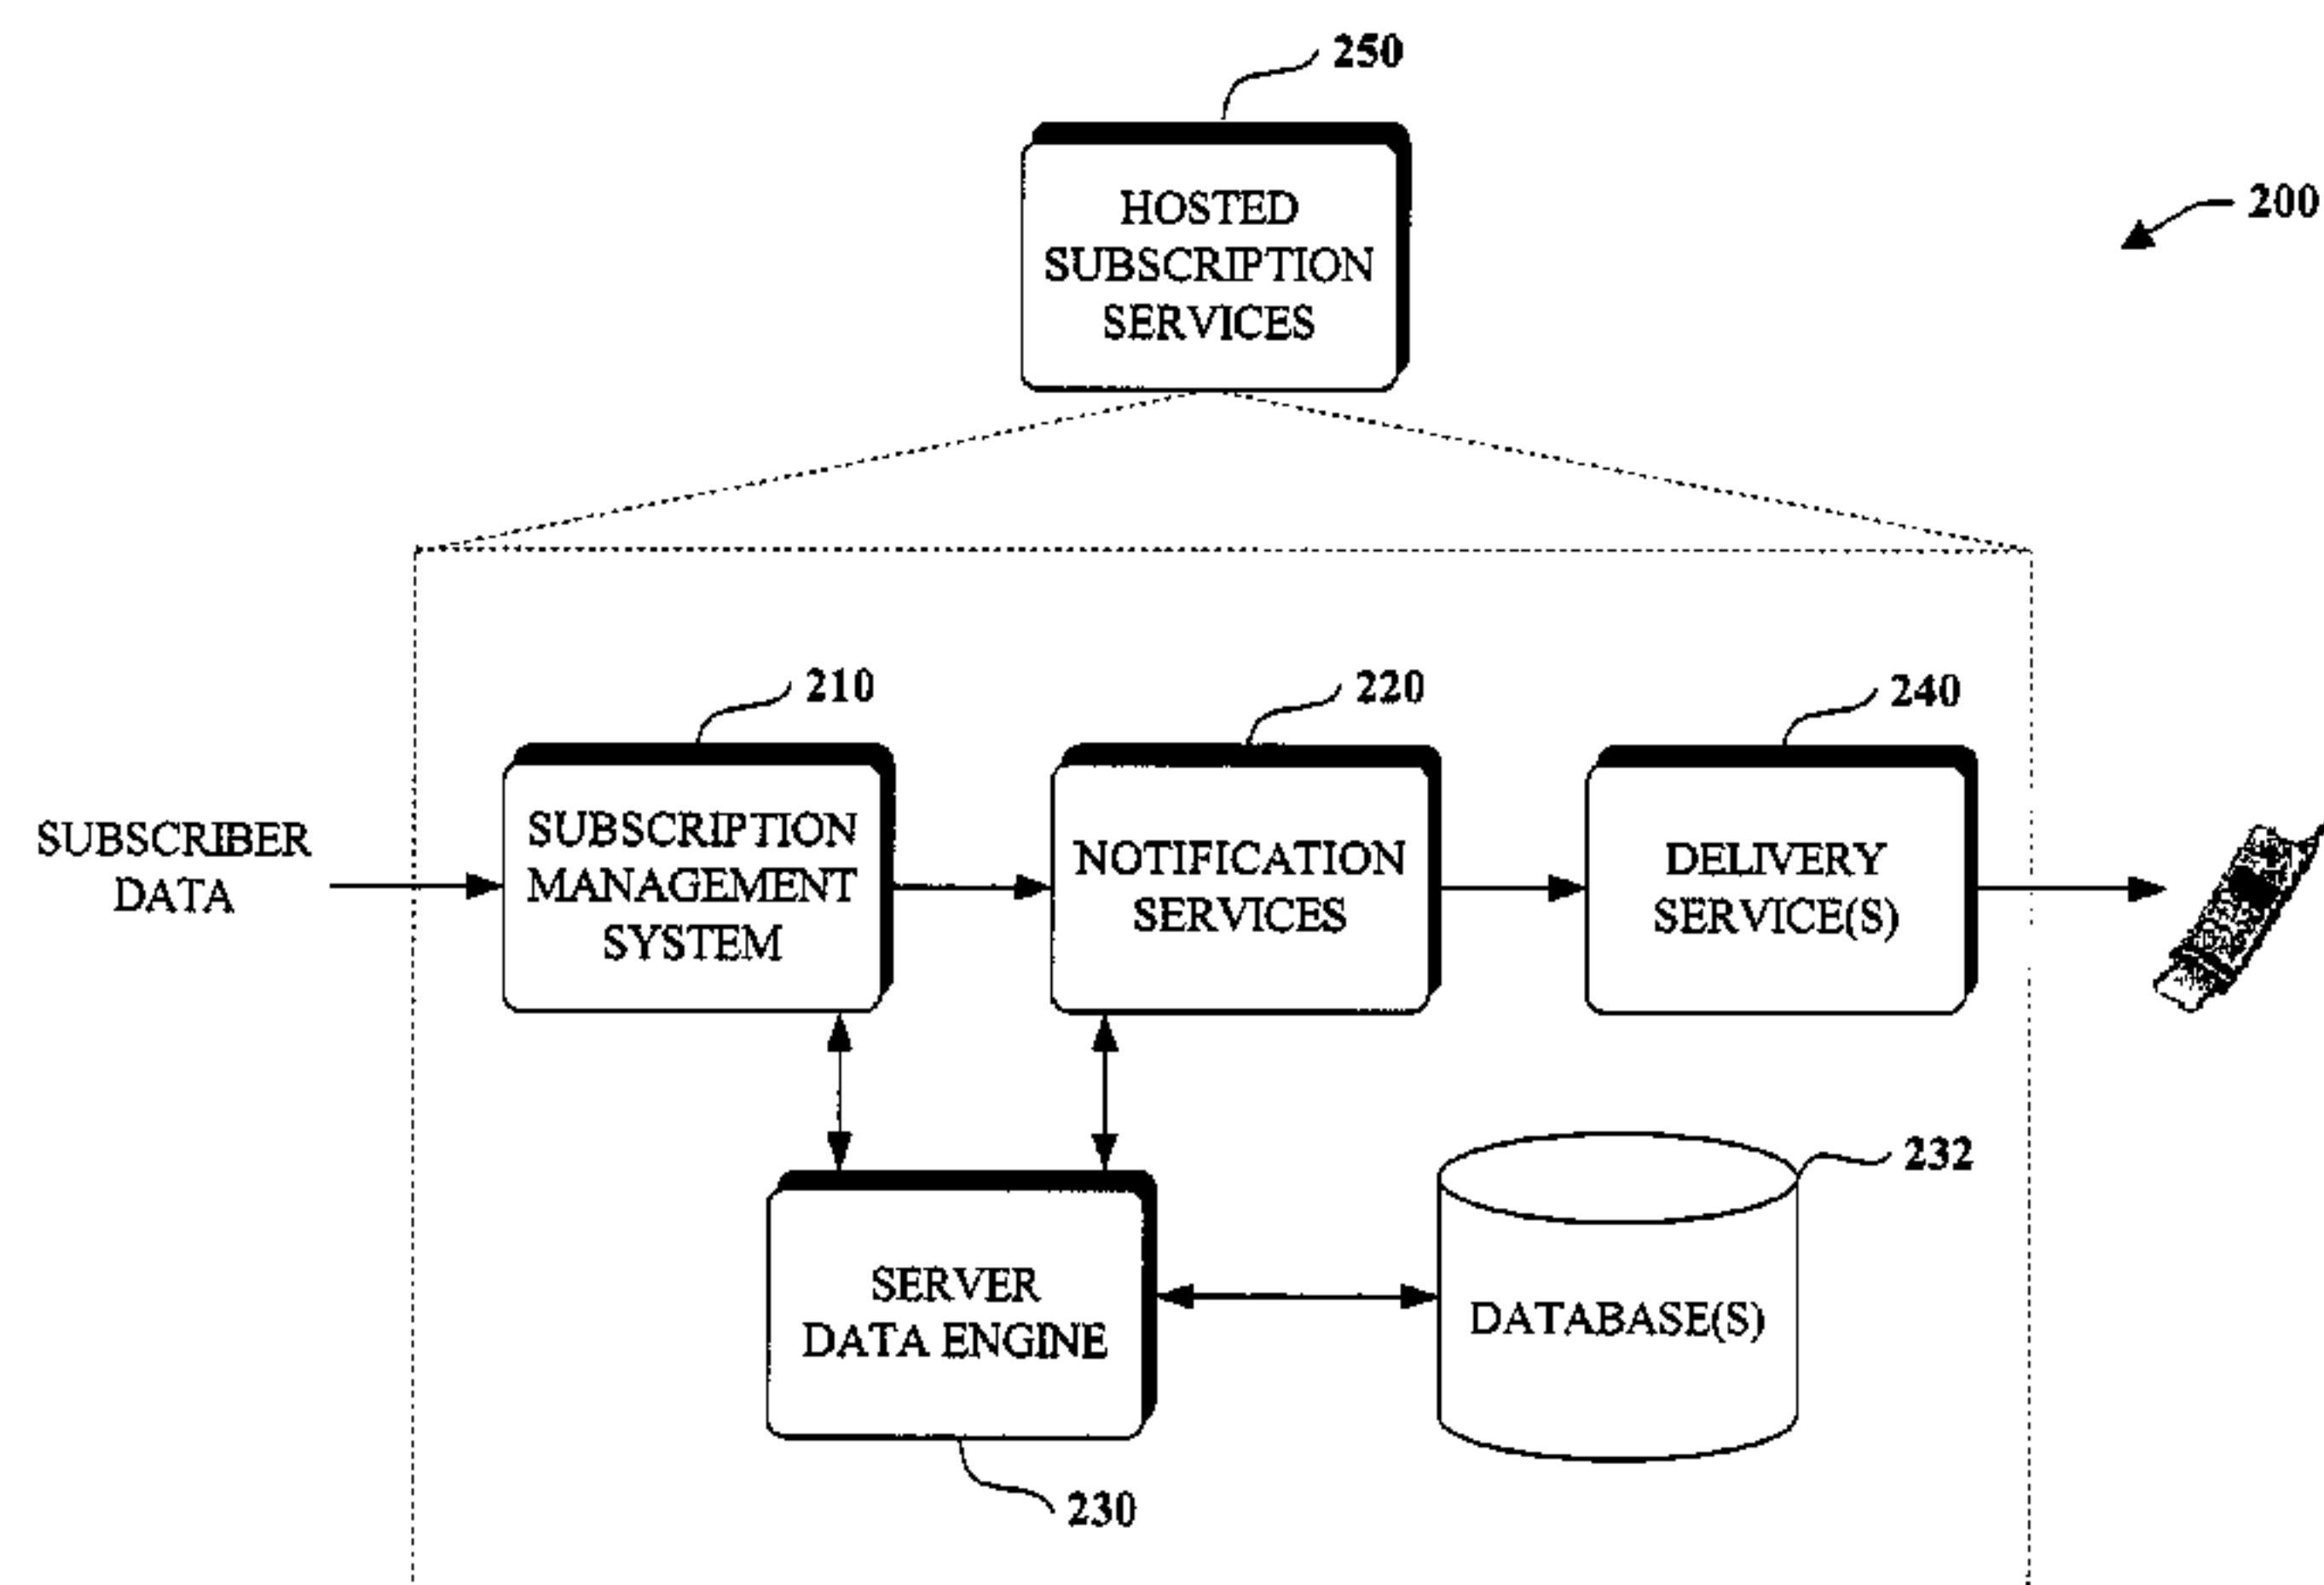 250
HOSTED
SUBSCRIPTION
SERVICES
200
210
220
240
SUBSCRIBER
DATA
SUBSCRIPTION
MANAGEMENT
SYSTEM
NOTIFICATION
SERVICES
DELIVERY
SERVICE(S)
232
SERVER
DATA ENGINE
DATABASE(S)
230